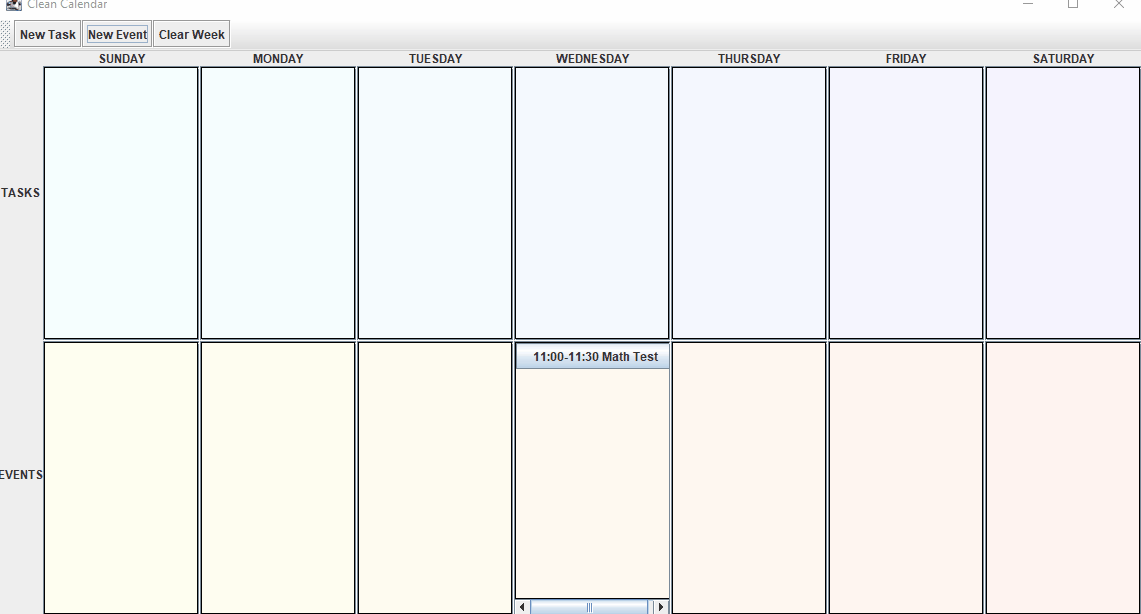 Clean Calendar
New Task New Event Clear Week
SUNDAY MONDAY TUESDAY WEDNESDAY THURSDAY FRIDAY SATURDAY
TASKS
11:00-11:30 Math Test
EVENTS